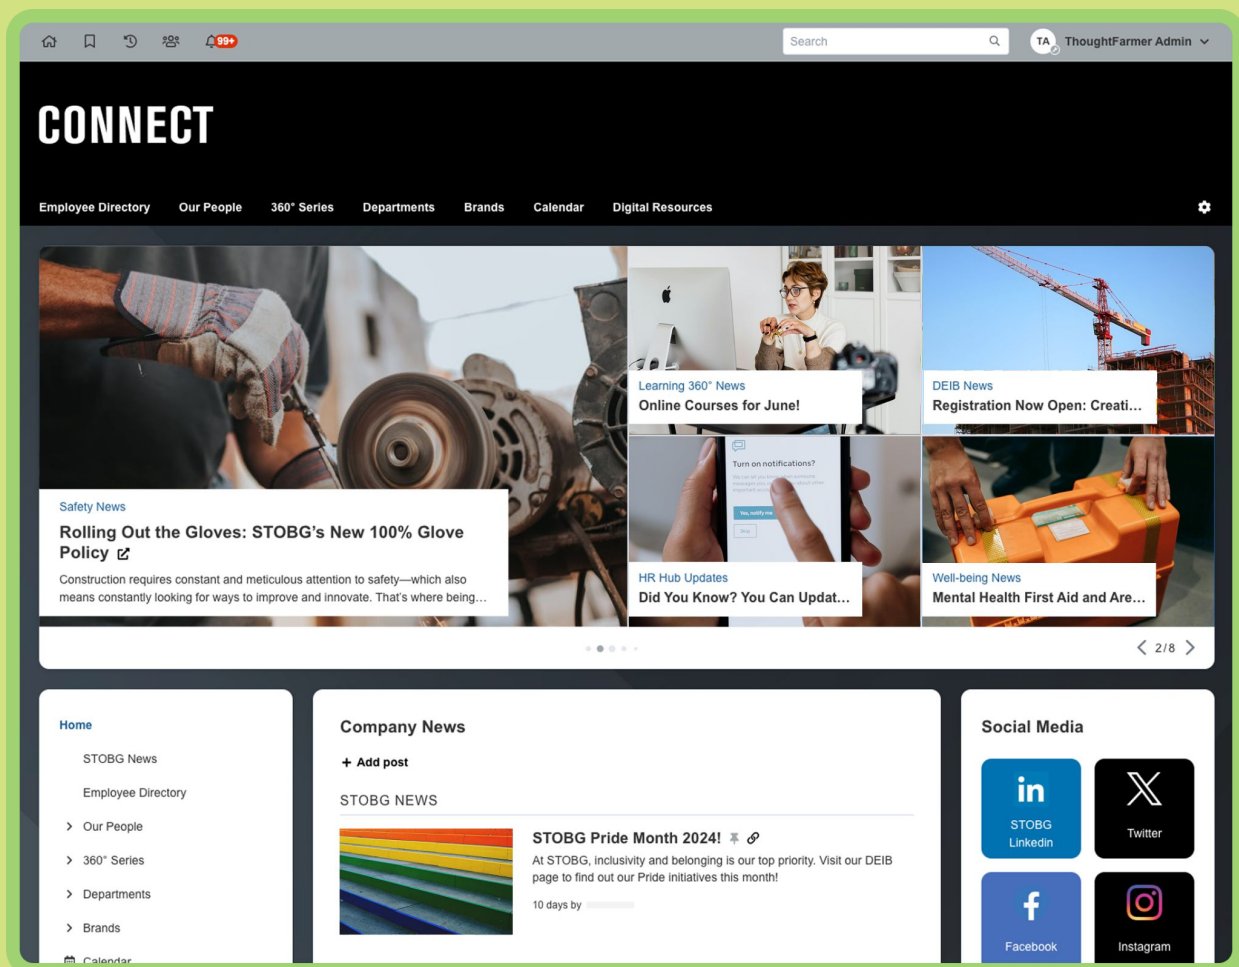 99+
Search
TA
ThoughtFarmer Admin
CONNECT
Employee Directory
Our People
360° Series
Departments
Brands
Calendar
Digital Resources
Safety News
Rolling Out the Gloves: STOBG's New 100% Glove
Policy
Construction requires constant and meticulous attention to safety—which also
means constantly looking for ways to improve and innovate. That's where being...
Learning 360° News
Online Courses for June!
DEIB News
Registration Now Open: Creati...
Turn on notifications?
Yes, notify me
HR Hub Updates
Did You Know? You Can Updat...
Well-being News
Mental Health First Aid and Are...
2/8
Home
STOBG News
Employee Directory
Our People
360° Series
Departments
Brands
Calendar
Company News
+ Add post
STOBG NEWS
STOBG Pride Month 2024!
At STOBG, inclusivity and belonging is our top priority. Visit our DEIB
page to find out our Pride initiatives this month!
10 days by
Social Media
in
STOBG
Linkedin
Twitter
Facebook
Instagram